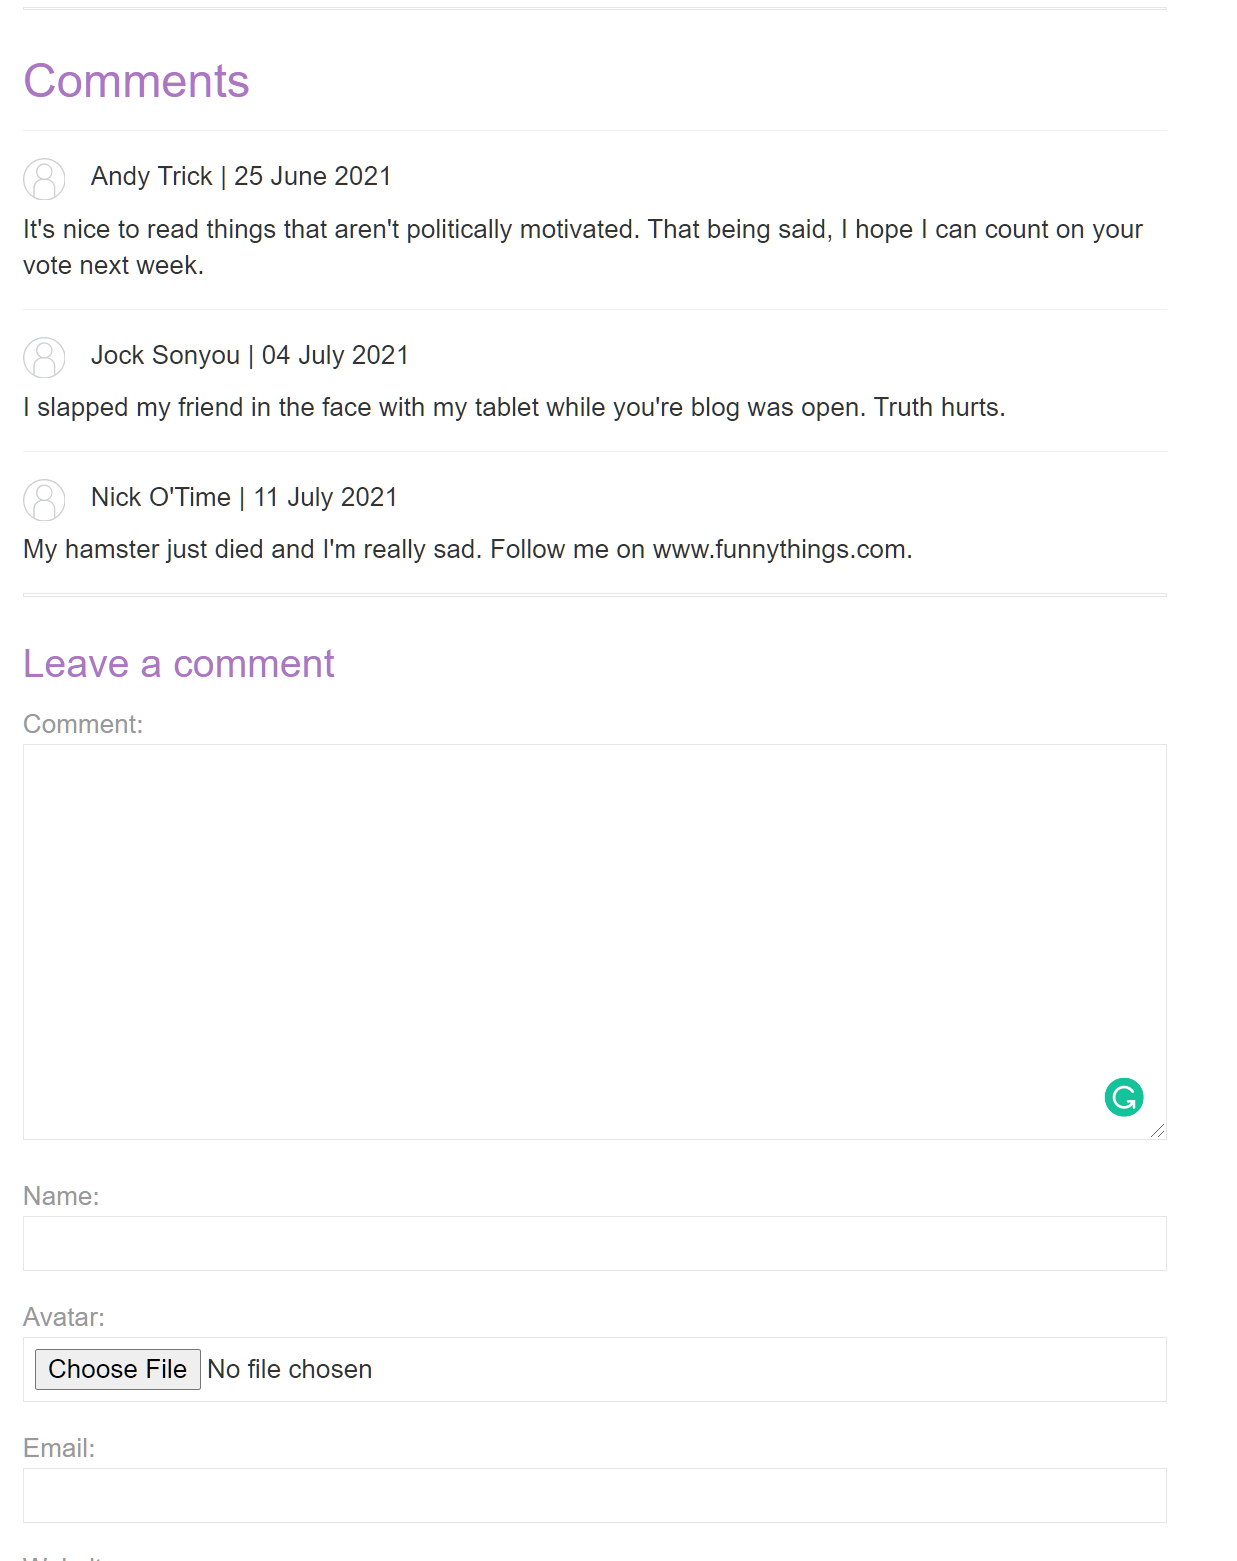 Comments
Andy Trick | 25 June 2021
It's nice to read things that aren't politically motivated. That being said, I hope I can count on your
vote next week.
Jock Sonyou | 04 July 2021
I slapped my friend in the face with my tablet while you're blog was open. Truth hurts.
Nick O'Time | 11 July 2021
My hamster just died and I'm really sad. Follow me on www.funnythings.com.
Leave a comment
Comment:
Name:
Avatar:
Choose File No file chosen
Email: